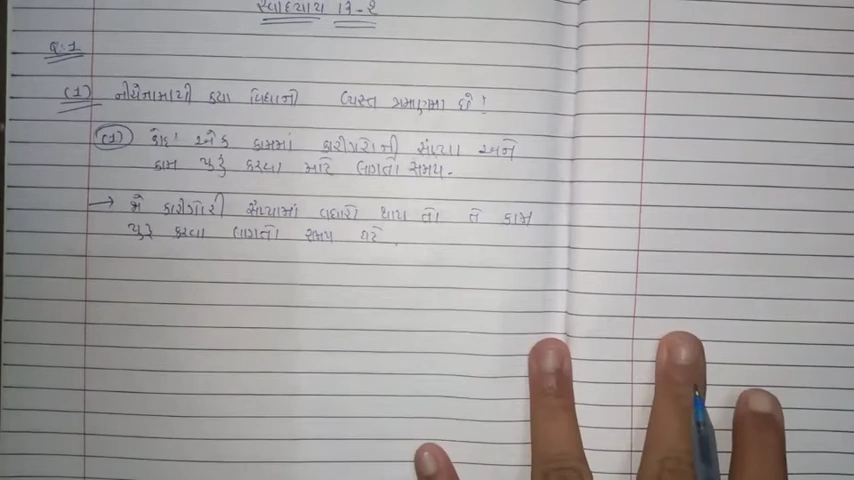 સ્વાધ્યાય 13-2
Q:1
(1) નીચેનામાંથી કયા વિધાનો વ્યસ્ત પ્રમાણમાં છે!
(1) કોઈ એક કામમાં કારીગરોની સંખ્યા અને
કામ પુરું કરવા માટે લાગતો સમય.
→ જો કારીગોરી સંખ્યામાં વધારો થાય તો તે કામ
પુરું કરવા લાગતો સમય ઘટે.